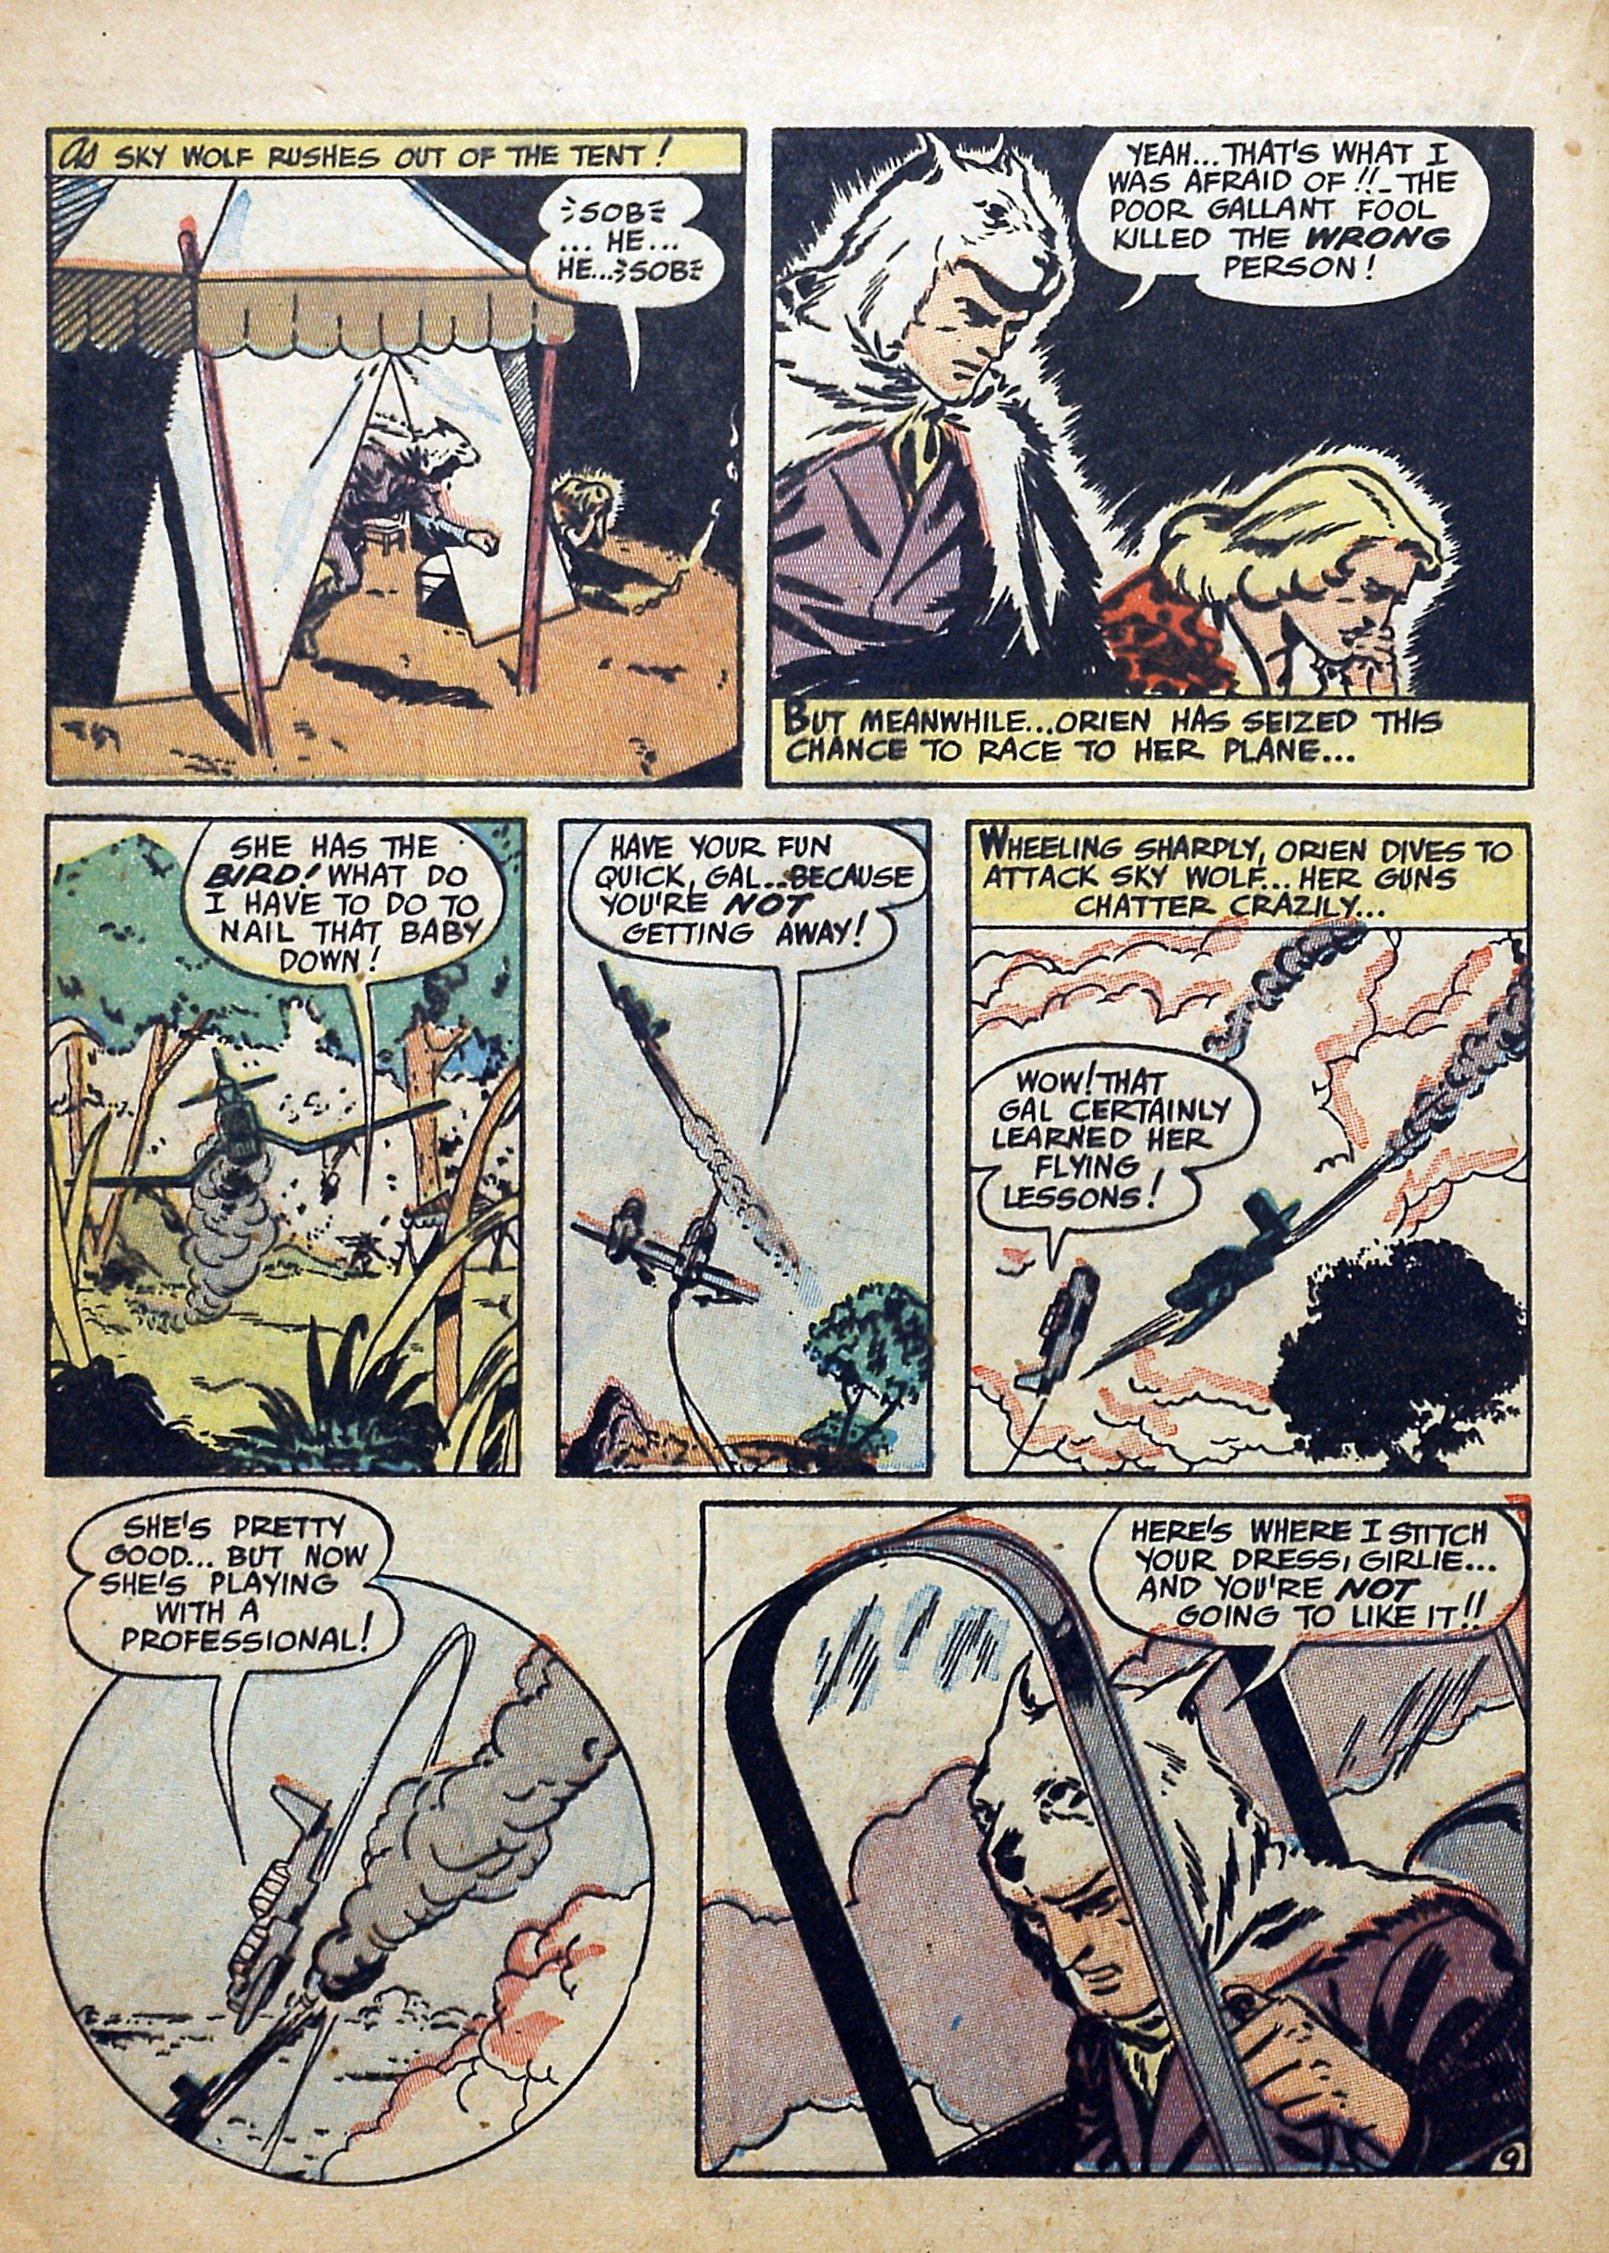 As SKY WOLF RUSHES OUT OF THE TENT!
SOB
... HE...
HE... SOB
YEAH... THAT'S WHAT I
WAS AFRAID OF!! - THE
POOR GALLANT FOOL
KILLED THE WRONG
PERSON!
BUT MEANWHILE... ORIEN HAS SEIZED THIS
CHANCE TO RACE TO HER PLANE...
SHE HAS THE
BIRD! WHAT DO
I HAVE TO DO TO
NAIL THAT BABY
DOWN!
HAVE YOUR FUN
QUICK, GAL... BECAUSE
YOU'RE NOT
GETTING AWAY!
WHEELING SHARPLY, ORIEN DIVES TO
ATTACK SKY WOLF... HER GUNS
CHATTER CRAZILY...
WOW! THAT
GAL CERTAINLY
LEARNED HER
FLYING
LESSONS!
SHE'S PRETTY
GOOD... BUT NOW
SHE'S PLAYING
WITH A
PROFESSIONAL!
HERE'S WHERE I STITCH
YOUR DRESS, GIRLIE...
AND YOU'RE NOT
GOING TO LIKE IT!!
9